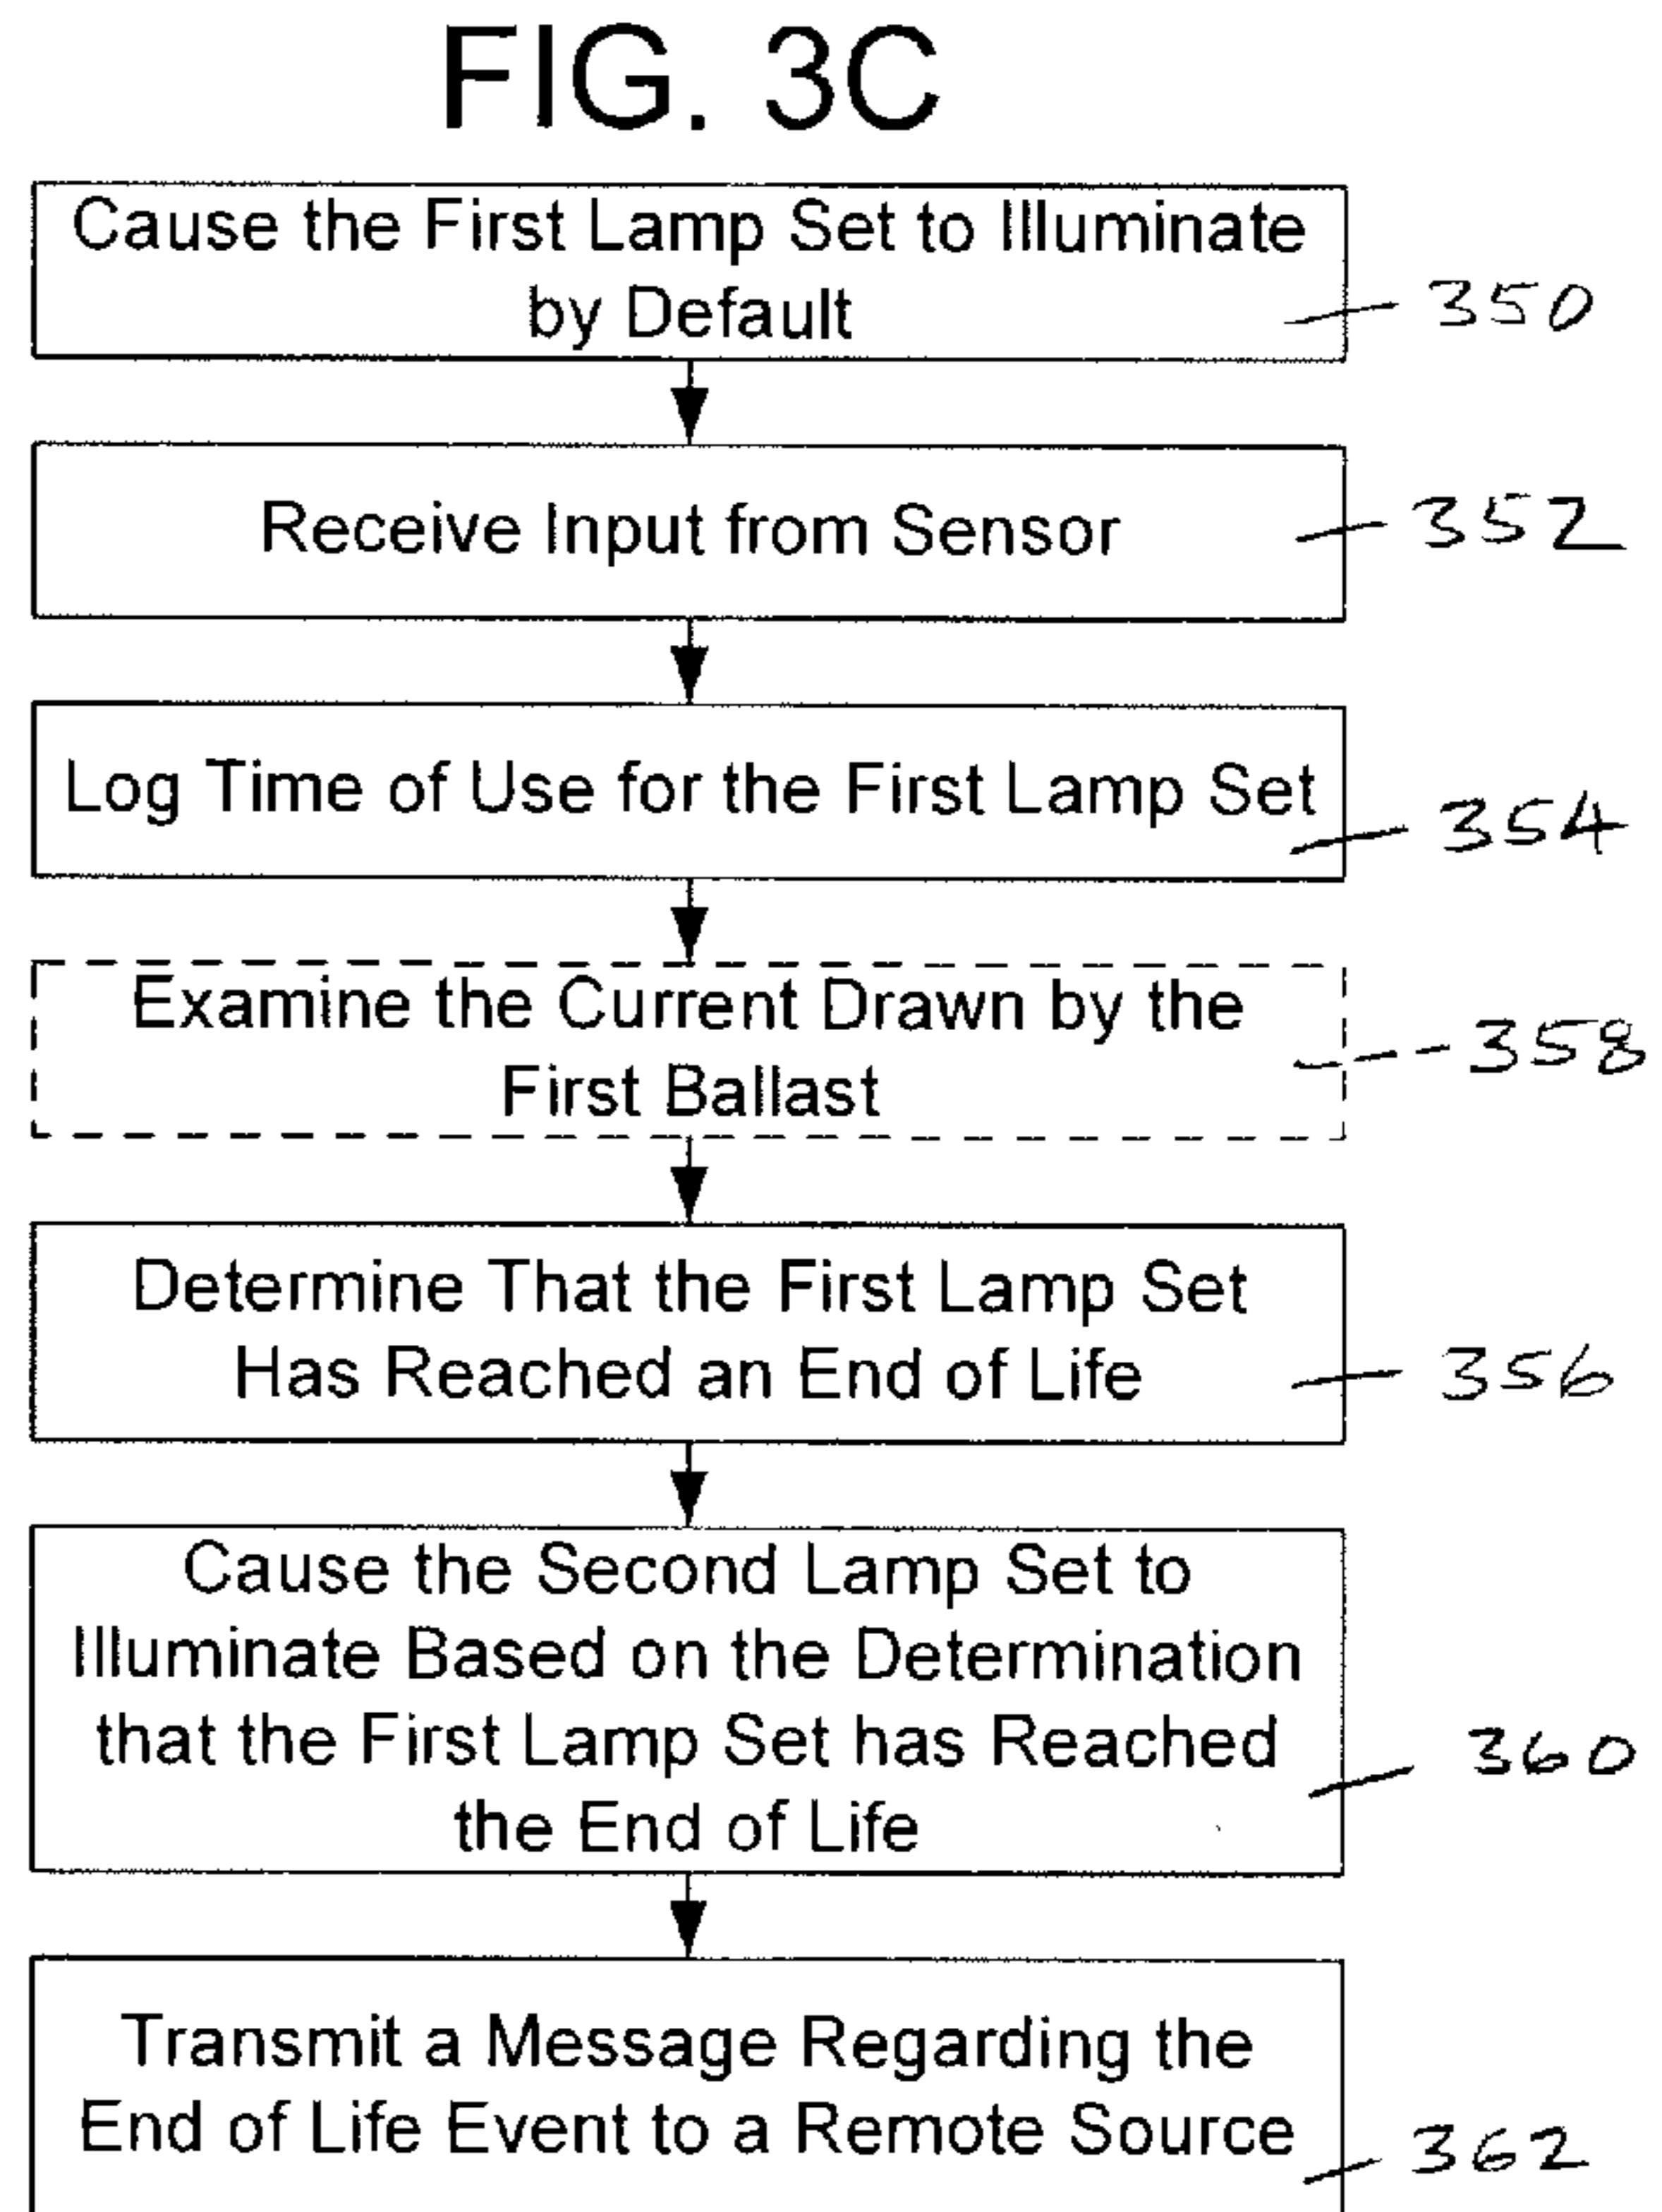 FIG. 3C
Cause the First Lamp Set to Illuminate
by Default
350
Receive Input from Sensor
352
Log Time of Use for the First Lamp Set
354
Examine the Current Drawn by the
First Ballast
358
Determine That the First Lamp Set
Has Reached an End of Life
356
Cause the Second Lamp Set to
Illuminate Based on the Determination
that the First Lamp Set has Reached
the End of Life
360
Transmit a Message Regarding the
End of Life Event to a Remote Source
362